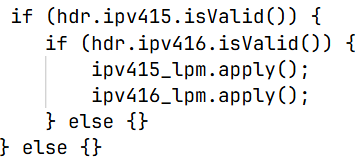 if (hdr.ipv415.isValid()) {
    if (hdr.ipv416.isValid()) {
        ipv415_lpm.apply();
        ipv416_lpm.apply();
    } else {}
} else {}